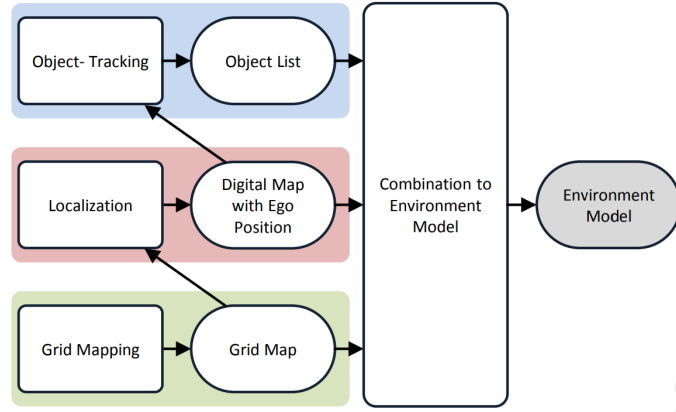 Object- Tracking
Object List
Localization
Digital Map
with Ego
Position
Grid Mapping
Grid Map
Combination to
Environment
Model
Environment
Model